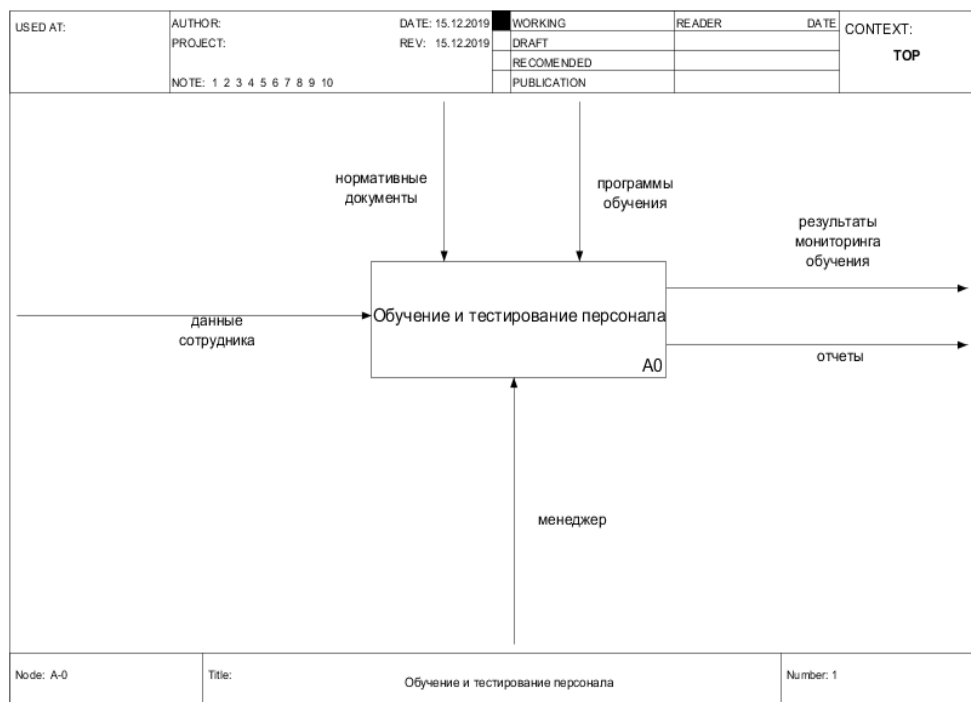 USED AT:
AUTHOR:
DATE: 15.12.2019
PROJECT:
REV: 15.12.2019
NOTE: 1 2 3 4 5 6 7 8 9 10
WORKING
DRAFT
RECOMENDED
PUBLICATION
READER
DATE
CONTEXT:
TOP
нормативные
документы
программы
обучения
результаты
мониторинга
обучения
данные
сотрудника
Обучение и тестирование персонала
A0
отчеты
менеджер
Node: A-0
Title:
Обучение и тестирование персонала
Number: 1